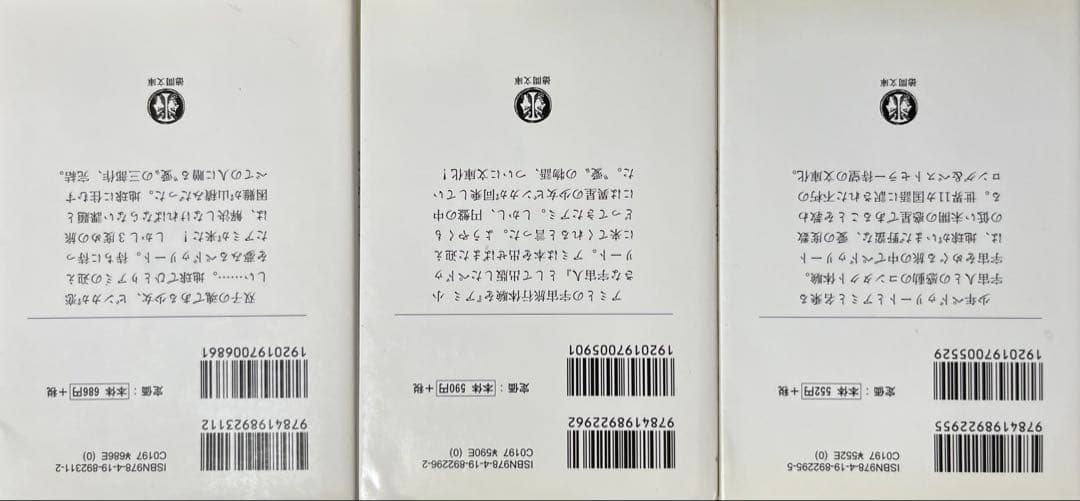 ISBN978-4-19-892295-5
C0197 ¥552E (0)
9784198922955
定価:本体 552円+税
1920197005529
少年ペドゥリートとアミと名乗る
宇宙人との感動のコンタクト体験。
宇宙をめぐる旅の中でペドゥリート
は、地球がいまだ野蛮な、愛の度数
の低い未開の惑星であることを教わ
る。世界11カ国語に訳された不朽の
ロング&ベストセラー待望の文庫化。
徳間文庫
ISBN978-4-19-892296-2
C0197 ¥590E (0)
9784198922962
定価:本体 590円+税
1920197005901
アミとの宇宙旅行体験を『アミ 小
さな宇宙人』として出版したペドゥ
リート。アミは本を出せばまた迎え
に来てくれると言った。ようやくも
どってきたアミ。しかし、円盤の中
には異星の少女ビンカが同乗してい
た。〝愛〟の物語、ついに文庫化!
徳間文庫
ISBN978-4-19-892311-2
C0197 ¥686E (0)
9784198923112
定価:本体 686円+税
1920197006861
双子の魂である少女、ビンカが恋
しい……。地球でひとりアミの迎え
を夢みるペドゥリート。待ちに待っ
たアミが来た! しかし3度めの旅
は、解決しなければならない課題と
困難が山積みだった。地球に住むす
べての人に贈る〝愛〟の三部作、完結。
徳間文庫